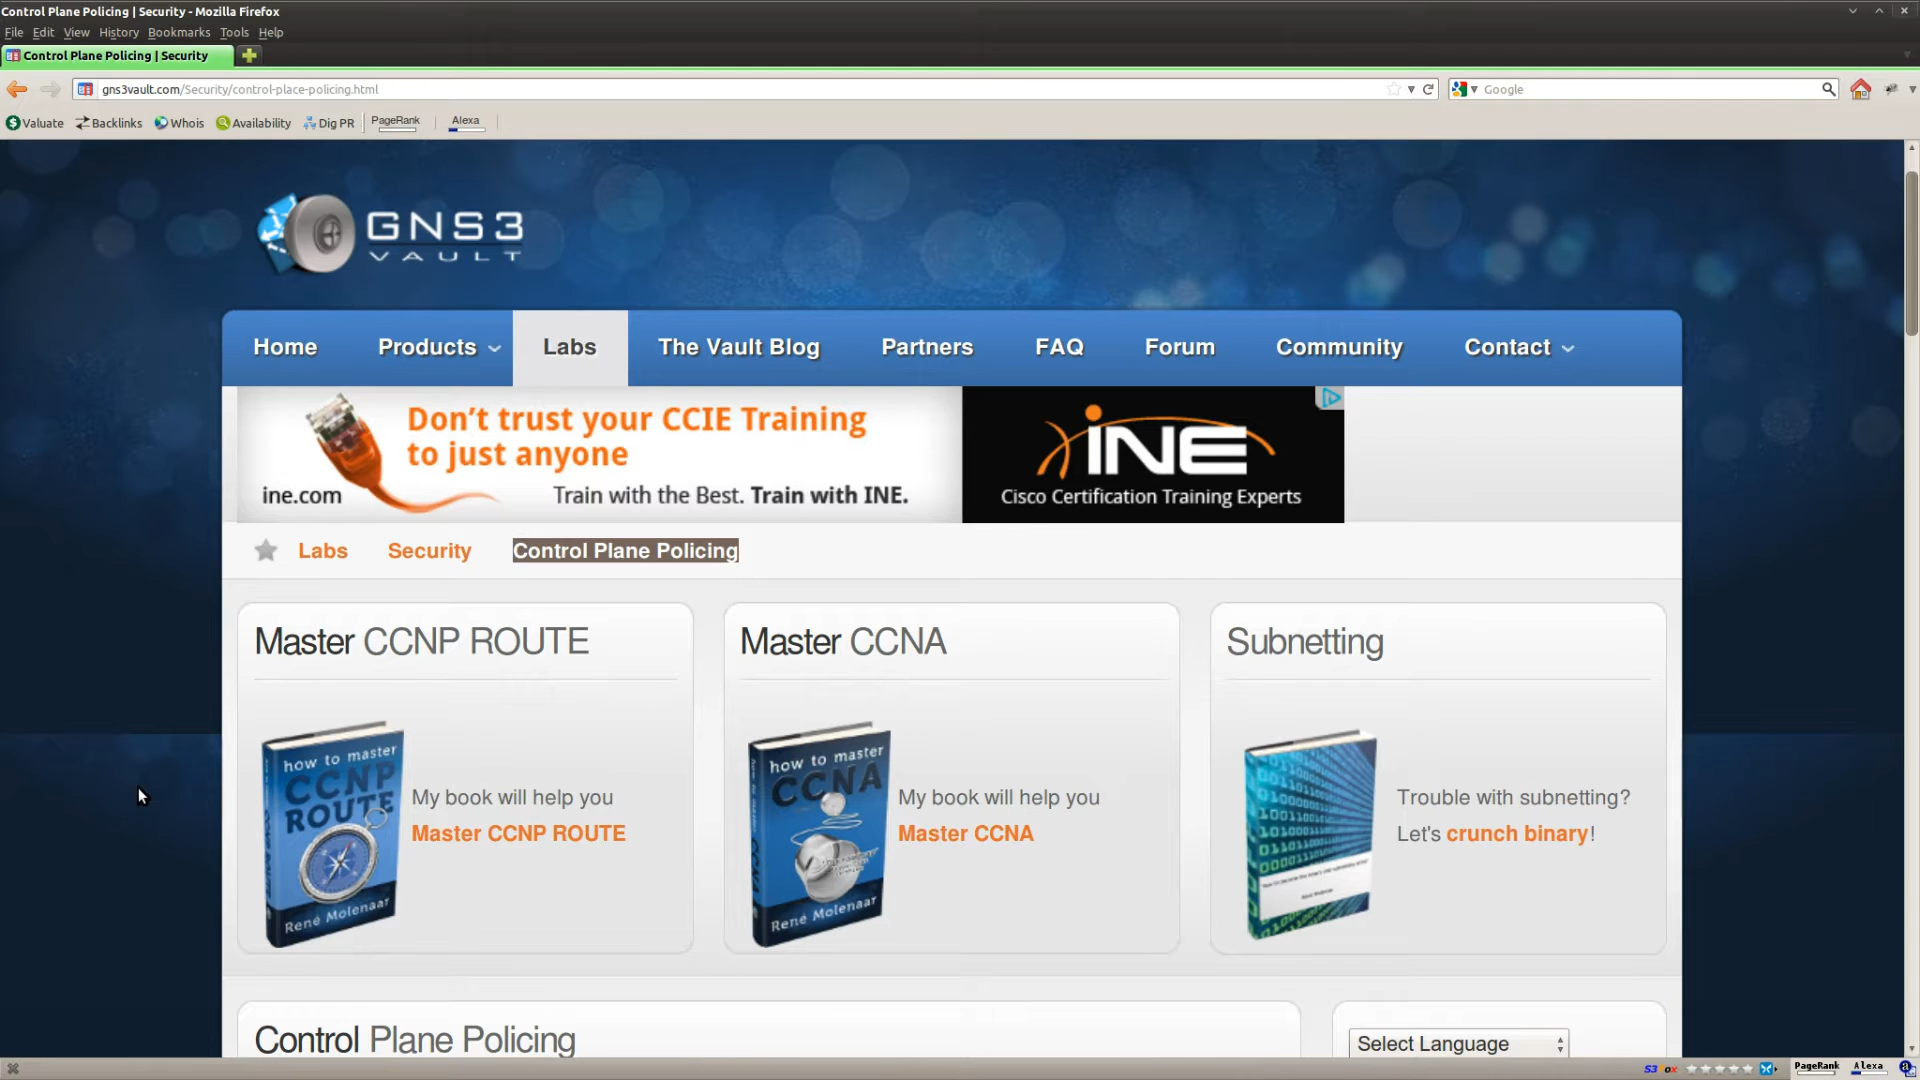 Control Plane Policing | Security - Mozilla Firefox
File Edit View History Bookmarks Tools Help
Control Plane Policing | Security
gns3vault.com/Security/control-place-policing.html
Google
Valuate Backlinks Whois Availability Dig PR PageRank Alexa
GNS3
VAULT
Home Products Labs The Vault Blog Partners FAQ Forum Community Contact
Don't trust your CCIE Training
to just anyone
ine.com Train with the Best. Train with INE.
INE
Cisco Certification Training Experts
Labs Security Control Plane Policing
Master CCNP ROUTE
how to master
CCNP
ROUTE
René Molenaar
My book will help you
Master CCNP ROUTE
Master CCNA
how to master
CCNA
René Molenaar
My book will help you
Master CCNA
Subnetting
Trouble with subnetting?
Let's crunch binary!
Control Plane Policing
Select Language
PageRank Alexa